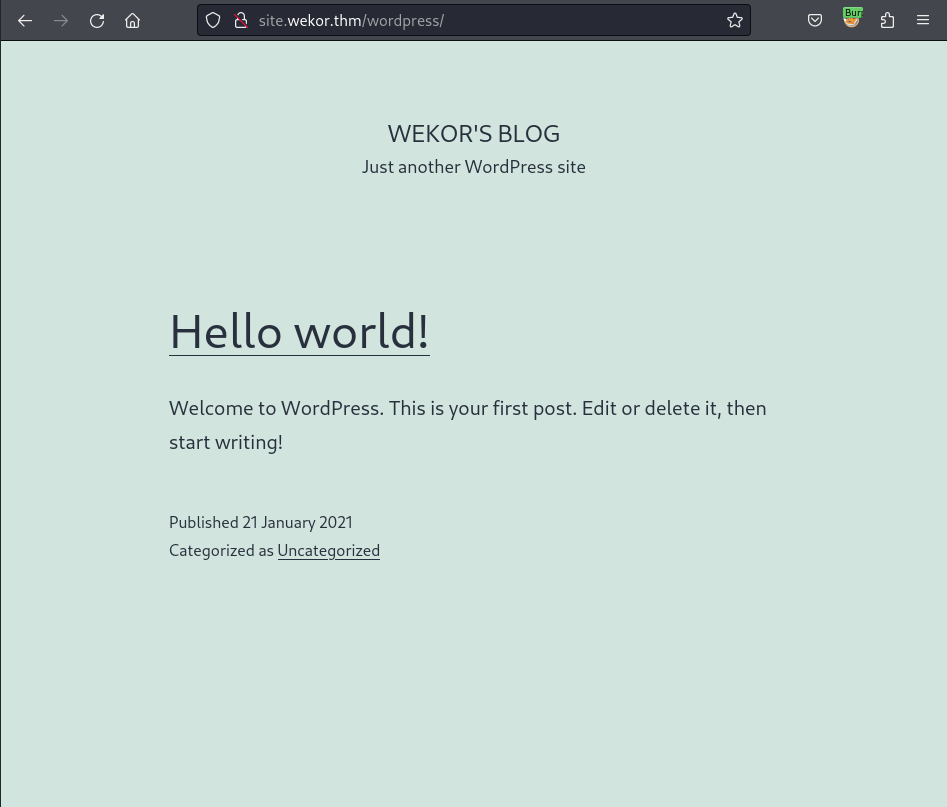 site.wekor.thm/wordpress/
WEKOR'S BLOG
Just another WordPress site
Hello world!
Welcome to WordPress. This is your first post. Edit or delete it, then
start writing!
Published 21 January 2021
Categorized as Uncategorized